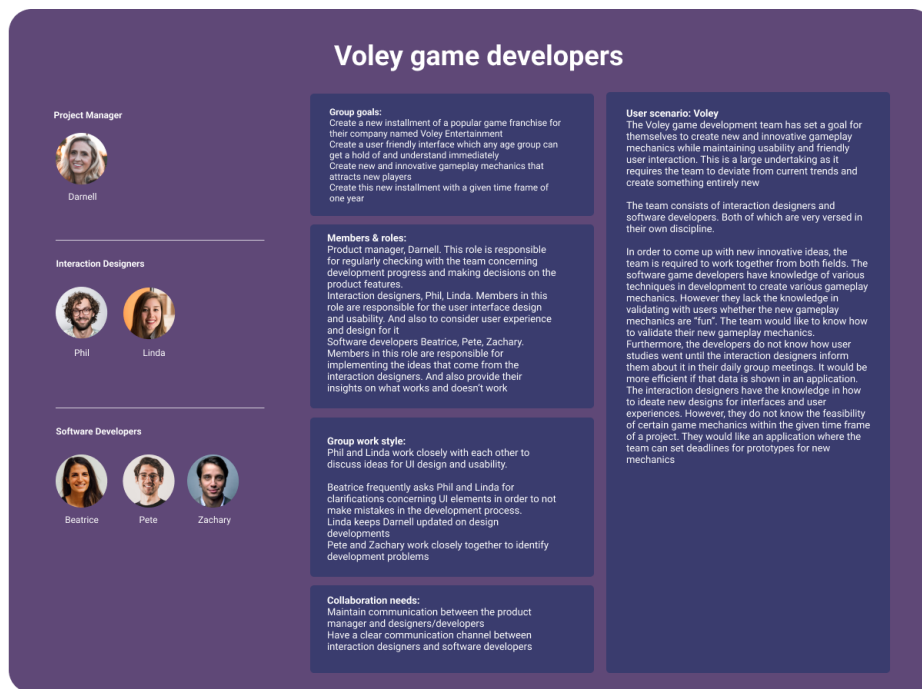 Voley game developers
Project Manager
Darnell
Interaction Designers
Phil
Linda
Software Developers
Beatrice
Pete
Zachary
Group goals:
Create a new installment of a popular game franchise for
their company named Voley Entertainment
Create a user friendly interface which any age group can
get a hold of and understand immediately
Create new and innovative gameplay mechanics that
attracts new players
Create this new installment with a given time frame of
one year
Members & roles:
Product manager, Darnell. This role is responsible
for regularly checking with the team concerning
development progress and making decisions on the
product features.
Interaction designers, Phil, Linda. Members in this
role are responsible for the user interface design
and usability. And also to consider user experience
and design for it
Software developers Beatrice, Pete, Zachary.
Members in this role are responsible for
implementing the ideas that come from the
interaction designers. And also provide their
insights on what works and doesn't work
Group work style:
Phil and Linda work closely with each other to
discuss ideas for UI design and usability.
Beatrice frequently asks Phil and Linda for
clarifications concerning UI elements in order to not
make mistakes in the development process.
Linda keeps Darnell updated on design
developments
Pete and Zachary work closely together to identify
development problems
Collaboration needs:
Maintain communication between the product
manager and designers/developers
Have a clear communication channel between
interaction designers and software developers
User scenario: Voley
The Voley game development team has set a goal for
themselves to create new and innovative gameplay
mechanics while maintaining usability and friendly
user interaction. This is a large undertaking as it
requires the team to deviate from current trends and
create something entirely new
The team consists of interaction designers and
software developers. Both of which are very versed in
their own discipline.
In order to come up with new innovative ideas, the
team is required to work together from both fields. The
software game developers have knowledge of various
techniques in development to create various gameplay
mechanics. However they lack the knowledge in
validating with users whether the new gameplay
mechanics are “fun”. The team would like to know how
to validate their new gameplay mechanics.
Furthermore, the developers do not know how user
studies went until the interaction designers inform
them about it in their daily group meetings. It would be
more efficient if that data is shown in an application.
The interaction designers have the knowledge in how
to ideate new designs for interfaces and user
experiences. However, they do not know the feasibility
of certain game mechanics within the given time frame
of a project. They would like an application where the
team can set deadlines for prototypes for new
mechanics